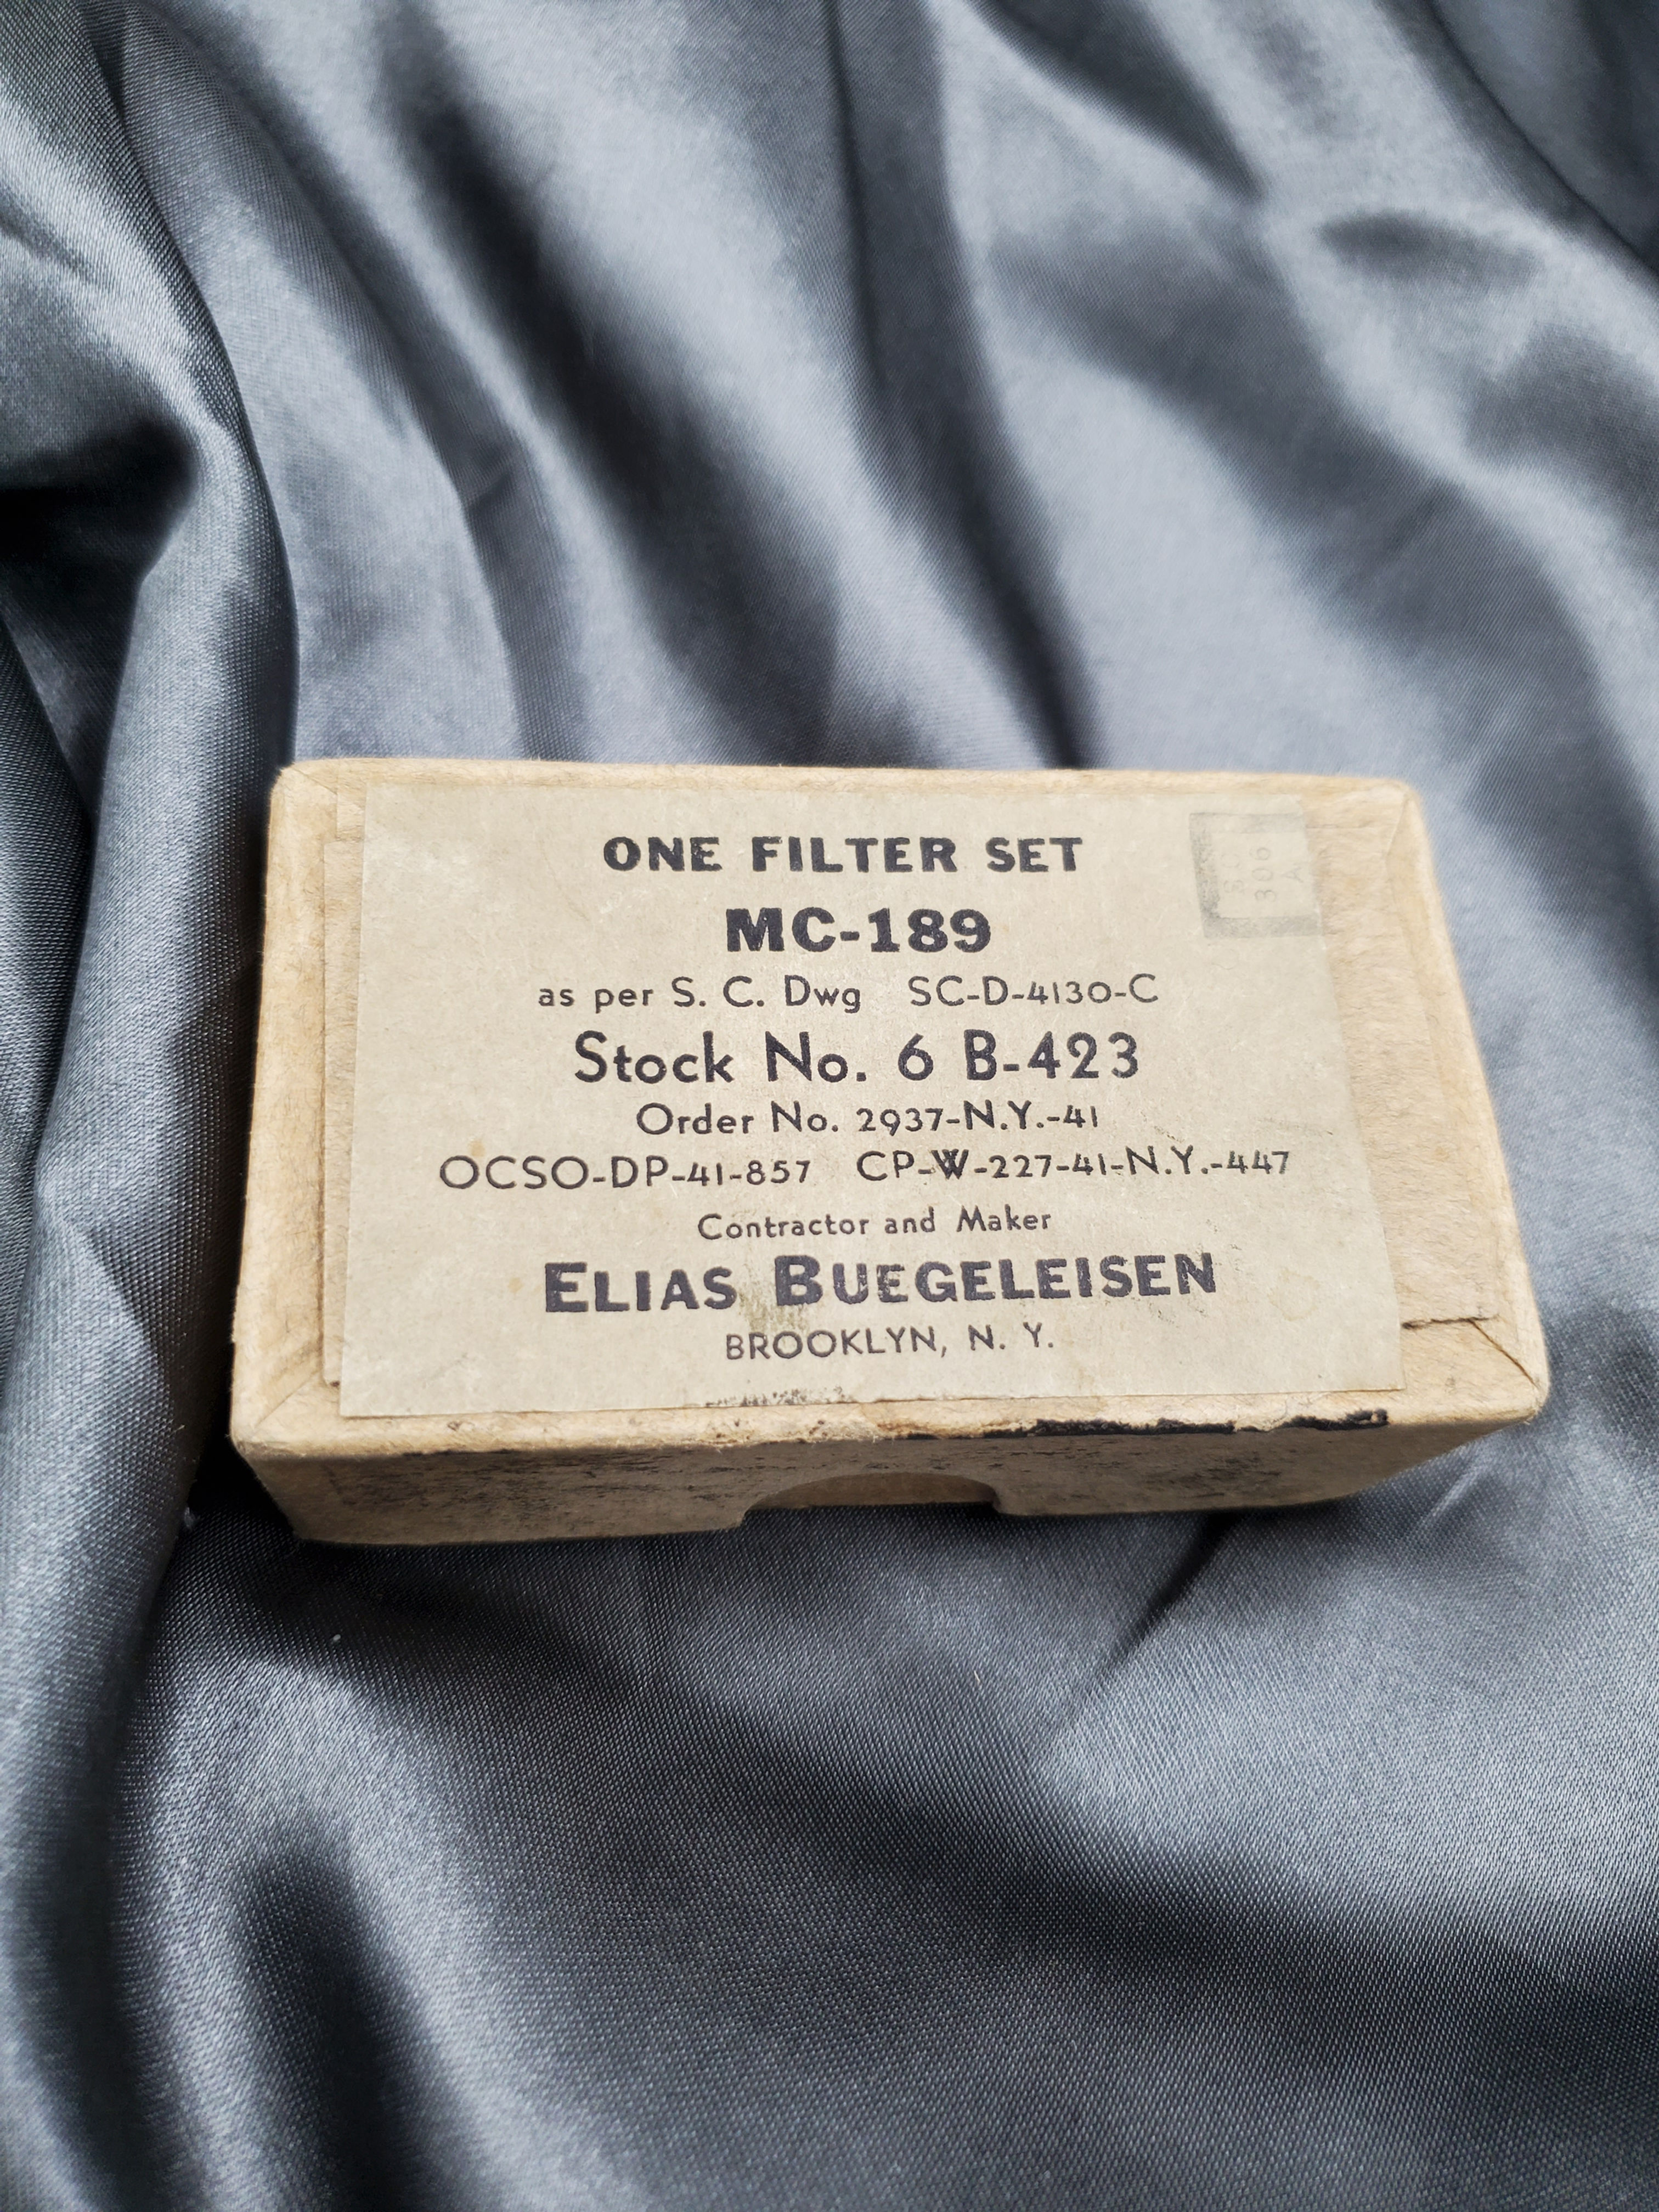 ONE FILTER SET
MC-189
as per S. C. Dwg SC-D-4130-C
Stock No. 6 B-423
Order No. 2937-N.Y.-41
OCSO-DP-41-857 CP-W-227-41-N.Y.-447
Contractor and Maker
ELIAS BUEGELEISEN
BROOKLYN, N. Y.
306
A